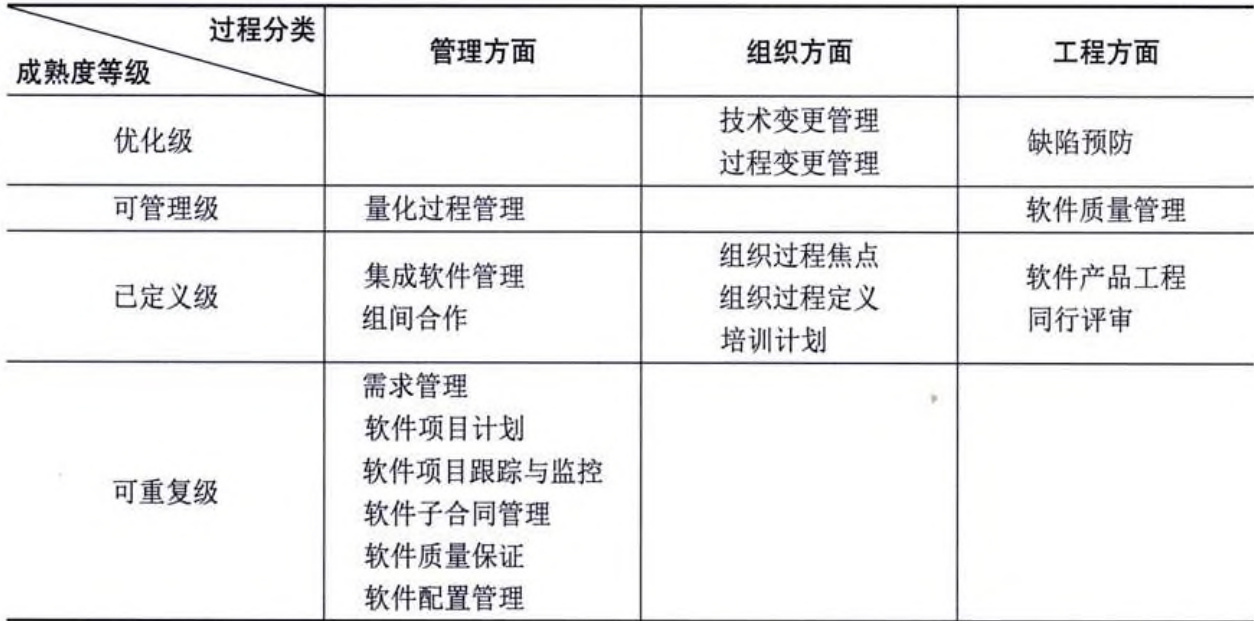 过程分类
成熟度等级
管理方面
组织方面
工程方面
优化级
技术变更管理
过程变更管理
缺陷预防
可管理级
量化过程管理
软件质量管理
已定义级
集成软件管理
组间合作
组织过程焦点
组织过程定义
培训计划
软件产品工程
同行评审
可重复级
需求管理
软件项目计划
软件项目跟踪与监控
软件子合同管理
软件质量保证
软件配置管理